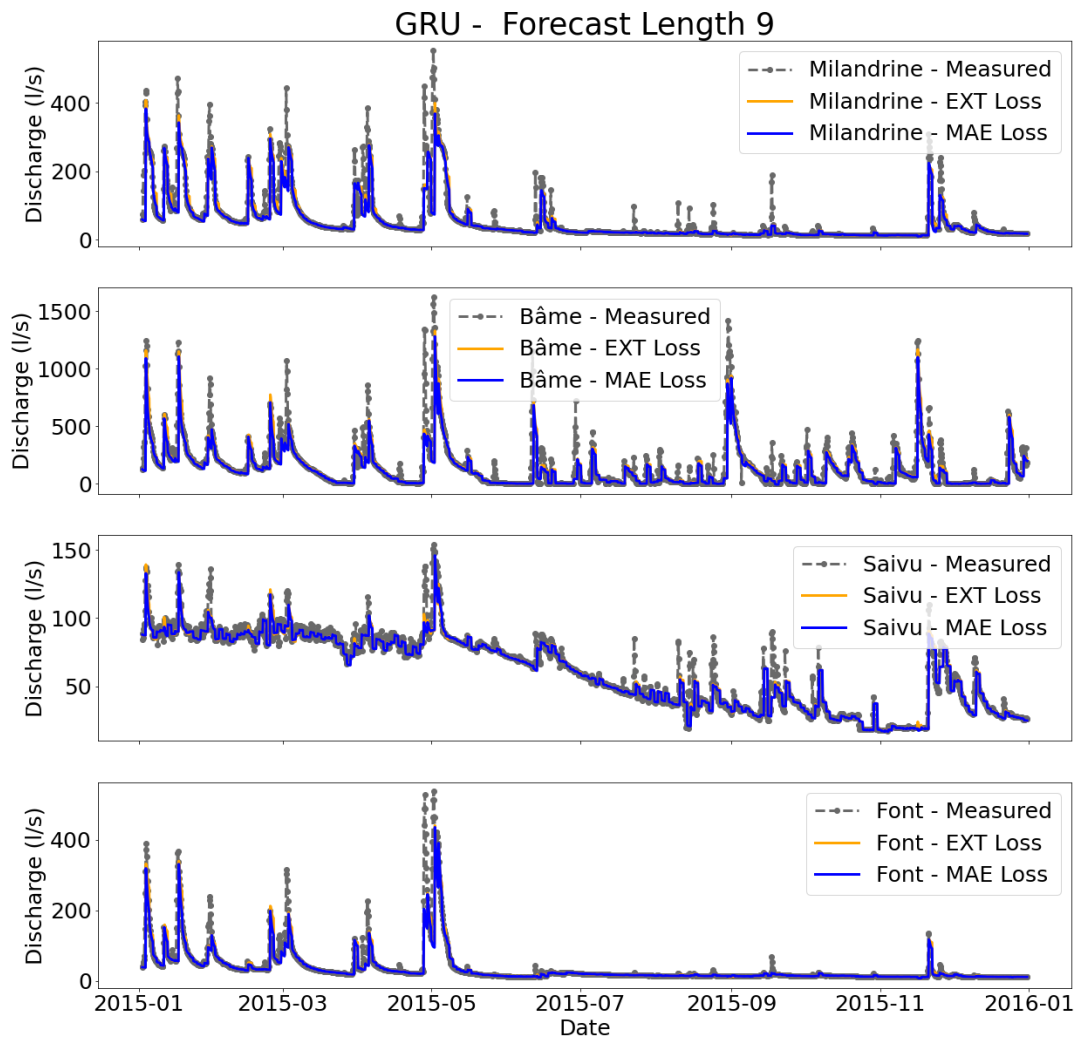 GRU -  Forecast Length 9
Discharge (l/s)
400
200
0
Milandrine - Measured
Milandrine - EXT Loss
Milandrine - MAE Loss
Discharge (l/s)
1500
1000
500
0
Bâme - Measured
Bâme - EXT Loss
Bâme - MAE Loss
Discharge (l/s)
150
100
50
Saivu - Measured
Saivu - EXT Loss
Saivu - MAE Loss
Discharge (l/s)
400
200
0
Font - Measured
Font - EXT Loss
Font - MAE Loss
2015-01 2015-03 2015-05 2015-07 2015-09 2015-11 2016-01
Date